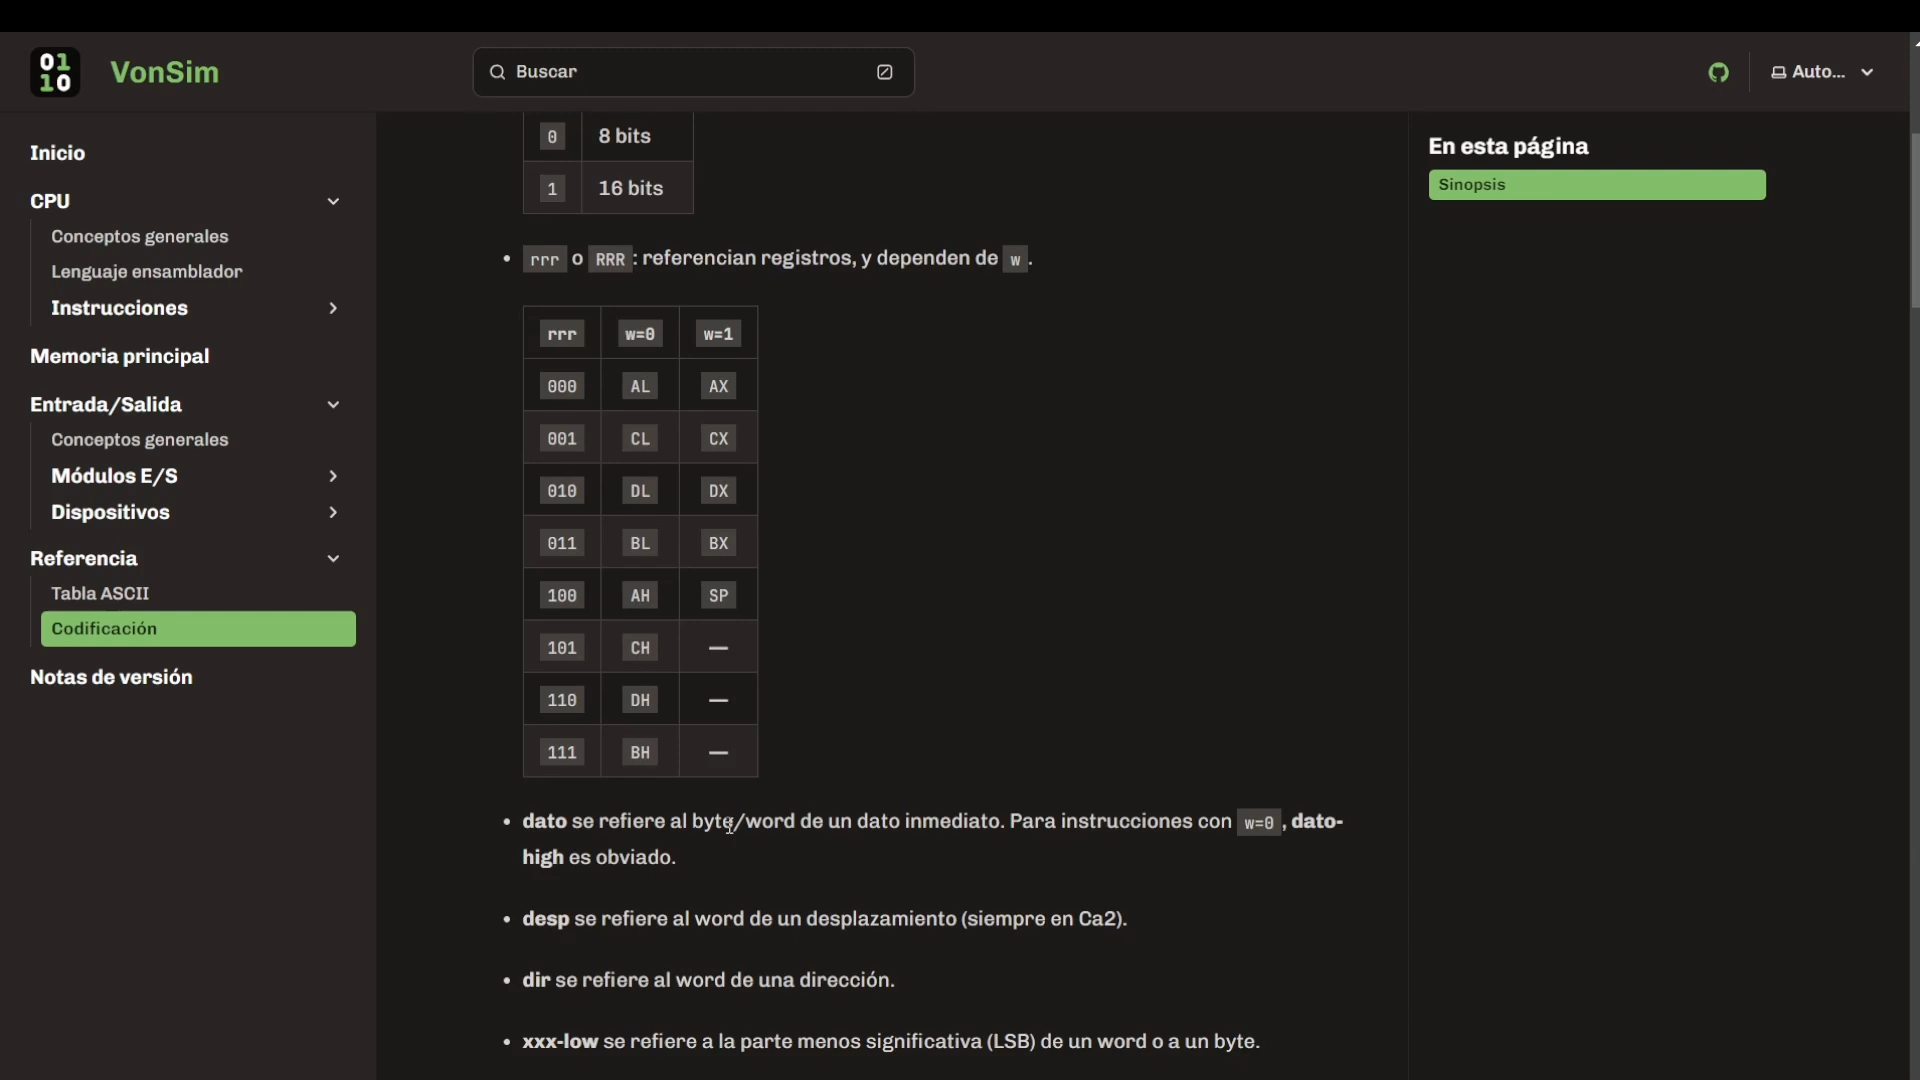 01
10
VonSim
Buscar
Auto...
Inicio
CPU
Conceptos generales
Lenguaje ensamblador
Instrucciones
Memoria principal
Entrada/Salida
Conceptos generales
Módulos E/S
Dispositivos
Referencia
Tabla ASCII
Codificación
Notas de versión
0 8 bits
1 16 bits
• rrr o RRR: referencian registros, y dependen de w.
rrr w=0 w=1
000 AL AX
001 CL CX
010 DL DX
011 BL BX
100 AH SP
101 CH —
110 DH —
111 BH —
• dato se refiere al byte/word de un dato inmediato. Para instrucciones con w=0, dato-
high es obviado.
• desp se refiere al word de un desplazamiento (siempre en Ca2).
• dir se refiere al word de una dirección.
• xxx-low se refiere a la parte menos significativa (LSB) de un word o a un byte.
En esta página
Sinopsis